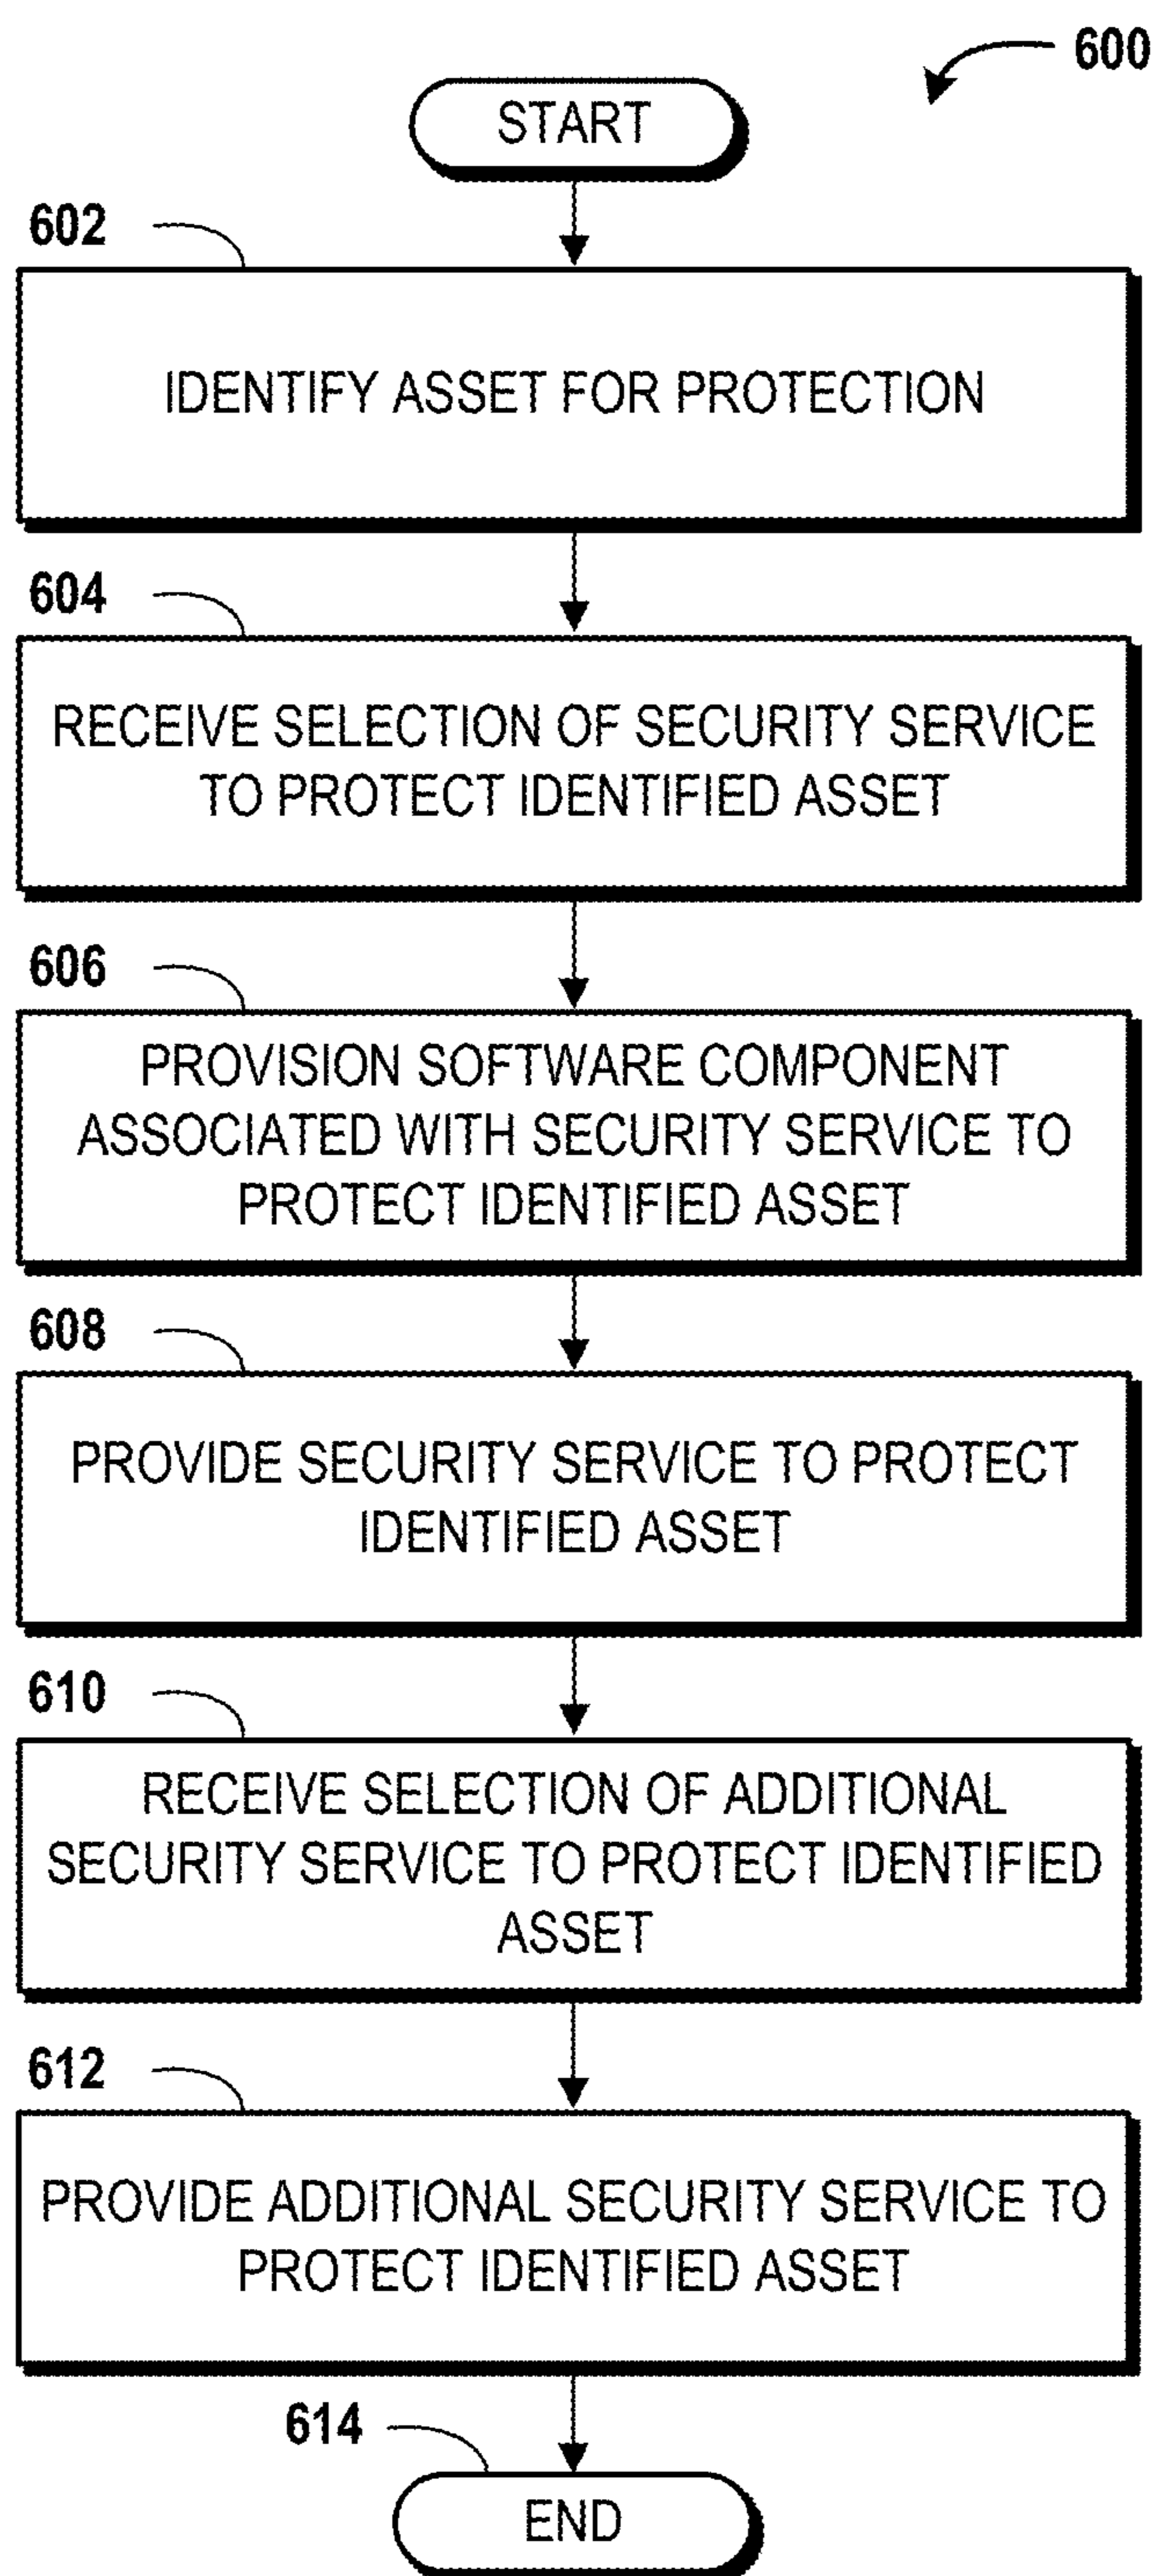 600
START
602
IDENTIFY ASSET FOR PROTECTION
604
RECEIVE SELECTION OF SECURITY SERVICE
TO PROTECT IDENTIFIED ASSET
606
PROVISION SOFTWARE COMPONENT
ASSOCIATED WITH SECURITY SERVICE TO
PROTECT IDENTIFIED ASSET
608
PROVIDE SECURITY SERVICE TO PROTECT
IDENTIFIED ASSET
610
RECEIVE SELECTION OF ADDITIONAL
SECURITY SERVICE TO PROTECT IDENTIFIED
ASSET
612
PROVIDE ADDITIONAL SECURITY SERVICE TO
PROTECT IDENTIFIED ASSET
614
END